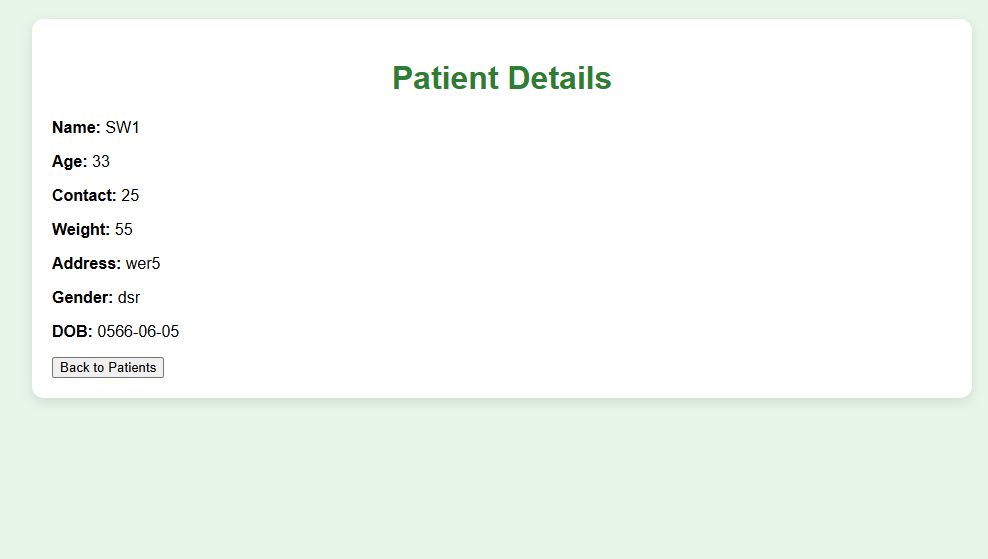 Patient Details
Name: SW1
Age: 33
Contact: 25
Weight: 55
Address: wer5
Gender: dsr
DOB: 0566-06-05
Back to Patients